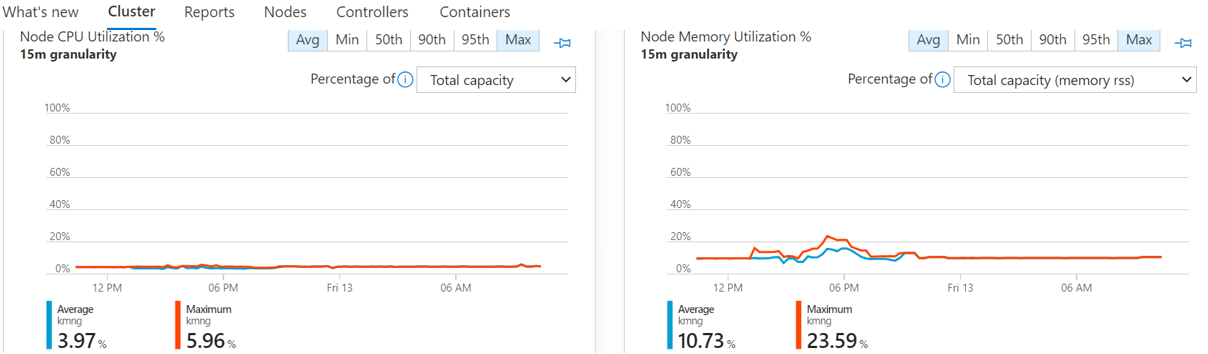 What's new Cluster Reports Nodes Controllers Containers
Node CPU Utilization %
15m granularity
Avg Min 50th 90th 95th Max
Percentage of Total capacity
100%
80%
60%
40%
20%
0%
12 PM 06 PM Fri 13 06 AM
Average
kmng
3.97 %
Maximum
kmng
5.96 %
Node Memory Utilization %
15m granularity
Avg Min 50th 90th 95th Max
Percentage of Total capacity (memory rss)
100%
80%
60%
40%
20%
0%
12 PM 06 PM Fri 13 06 AM
Average
kmng
10.73 %
Maximum
kmng
23.59 %